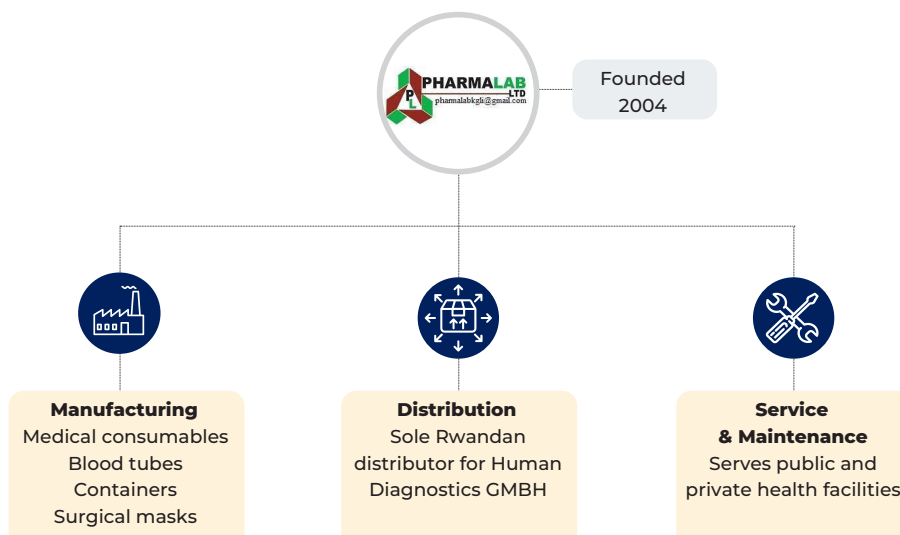 PHARMALAB
LTD
pharmalabkgli@gmail.com
P
L
Founded
2004
Manufacturing
Medical consumables
Blood tubes
Containers
Surgical masks
Distribution
Sole Rwandan
distributor for Human
Diagnostics GMBH
Service
& Maintenance
Serves public and
private health facilities